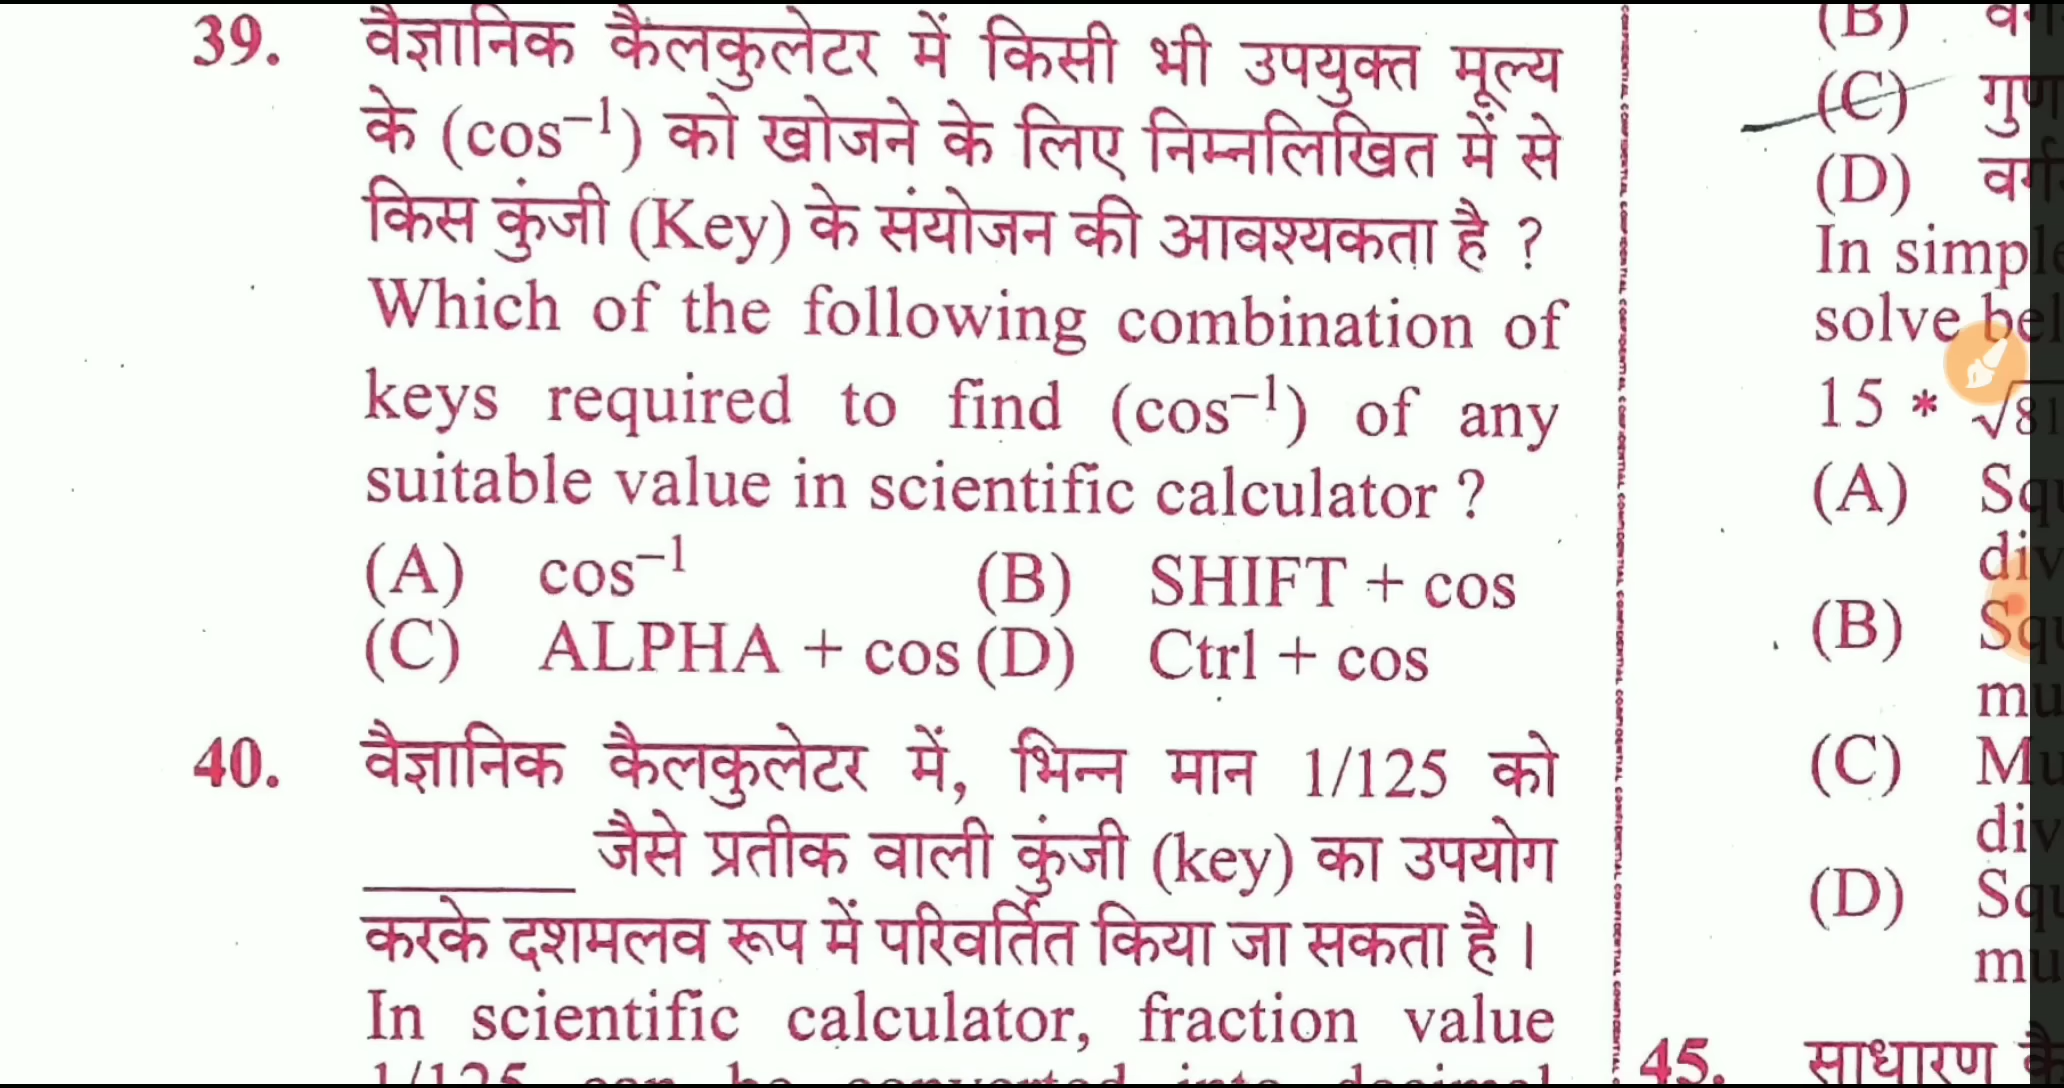 39. वैज्ञानिक कैलकुलेटर में किसी भी उपयुक्त मूल्य
के (cos⁻¹) को खोजने के लिए निम्नलिखित में से
किस कुंजी (Key) के संयोजन की आवश्यकता है ?
Which of the following combination of
keys required to find (cos⁻¹) of any
suitable value in scientific calculator ?
(A) cos⁻¹ (B) SHIFT + cos
(C) ALPHA + cos (D) Ctrl + cos
40. वैज्ञानिक कैलकुलेटर में, भिन्न मान 1/125 को
______ जैसे प्रतीक वाली कुंजी (key) का उपयोग
करके दशमलव रूप में परिवर्तित किया जा सकता है ।
In scientific calculator, fraction value
(B)
(C)
(D)
In simple
solve
15 * √81
(A)
(B)
(C)
(D)
45. साधारण